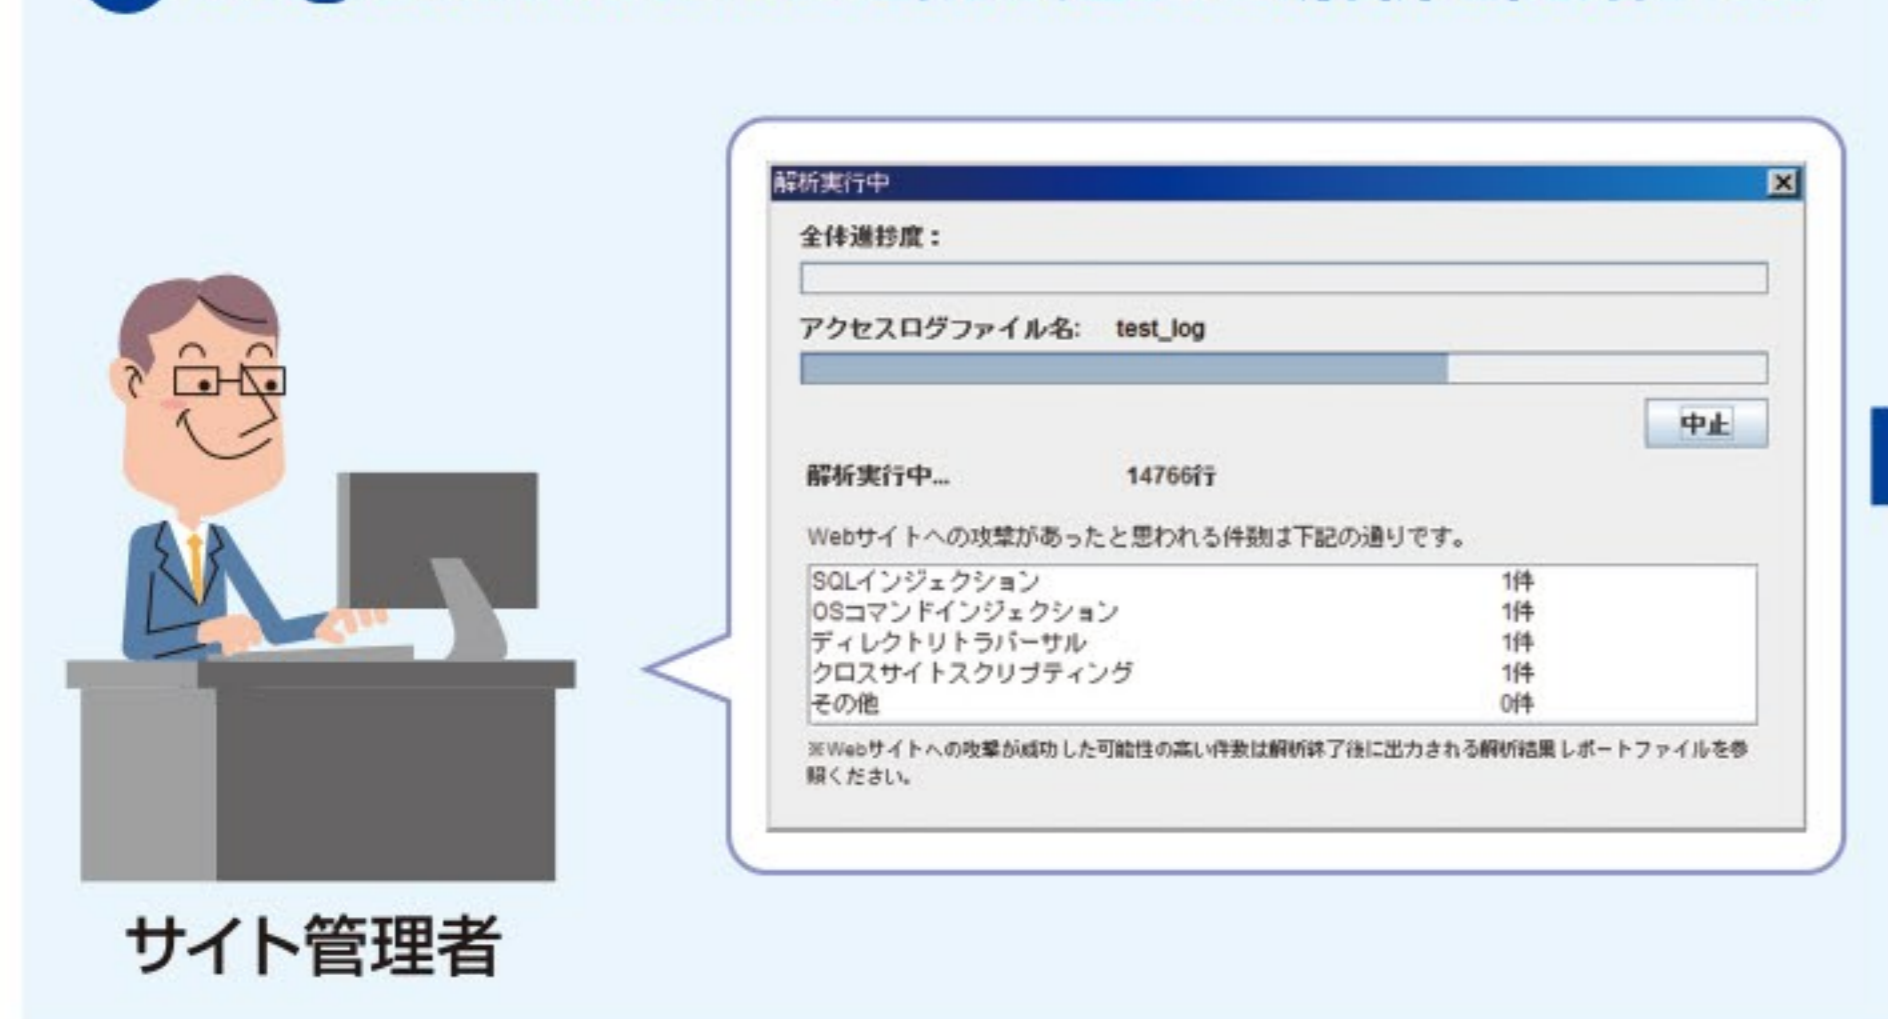 解析実行中
全体進捗度：
アクセスログファイル名: test_log
中止
解析実行中... 14766行
Webサイトへの攻撃があったと思われる件数は下記の通りです。
SQLインジェクション 1件
OSコマンドインジェクション 1件
ディレクトリトラバーサル 1件
クロスサイトスクリプティング 1件
その他 0件
※Webサイトへの攻撃が成功した可能性の高い件数は解析終了後に出力される解析結果レポートファイルを参
照ください。
サイト管理者